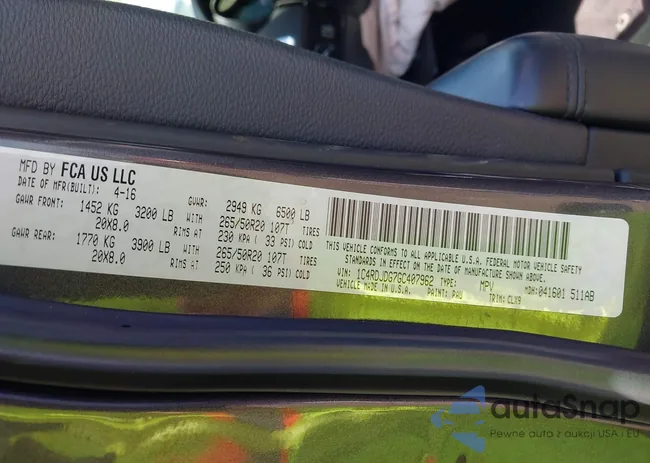 MFD BY FCA US LLC
DATE OF MFR(BUILT): 4-16 GVWR: 2949 KG 6500 LB
GAWR FRONT: 1452 KG 3200 LB WITH 265/50R20 107T TIRES
20X8.0 RIMS AT 230 KPA ( 33 PSI) COLD
GAWR REAR: 1770 KG 3900 LB WITH 265/50R20 107T TIRES
20X8.0 RIMS AT 250 KPA ( 36 PSI) COLD
THIS VEHICLE CONFORMS TO ALL APPLICABLE U.S.A. FEDERAL MOTOR VEHICLE SAFETY
STANDARDS IN EFFECT ON THE DATE OF MANUFACTURE SHOWN ABOVE.
VIN: 1C4RDJDG7GC407962 TYPE: MPV MDH: 041601 511AB
VEHICLE MADE IN U.S.A. PAINT: PAU TRIM: CLX9
autoSnap
Pewne auta z aukcji USA i EU